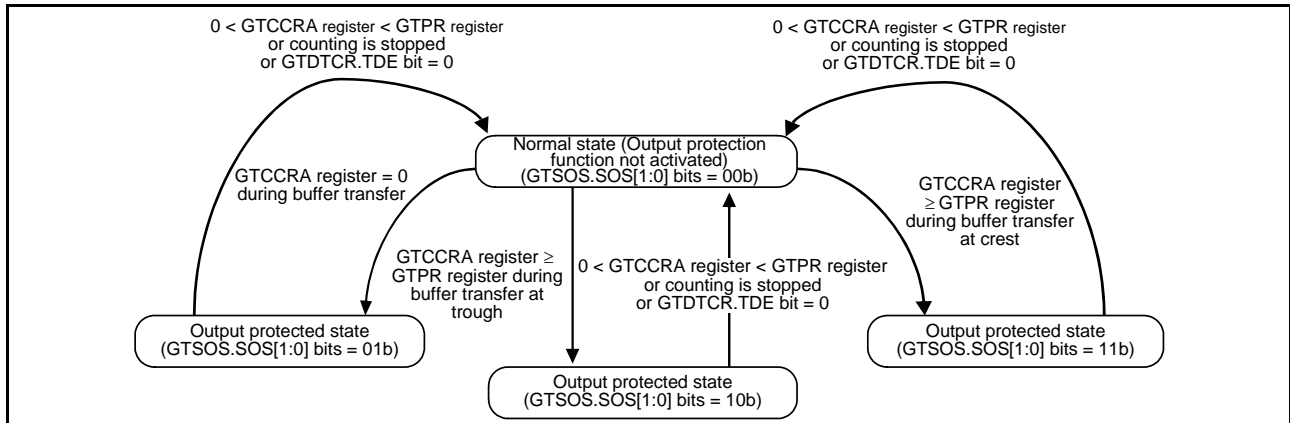 0 < GTCCRA register < GTPR register
or counting is stopped
or GTDTCR.TDE bit = 0
0 < GTCCRA register < GTPR register
or counting is stopped
or GTDTCR.TDE bit = 0
Normal state (Output protection
function not activated)
(GTSOS.SOS[1:0] bits = 00b)
GTCCRA register = 0
during buffer transfer
GTCCRA register
≥ GTPR register
during buffer transfer
at crest
GTCCRA register ≥
GTPR register during
buffer transfer at
trough
0 < GTCCRA register < GTPR register
or counting is stopped
or GTDTCR.TDE bit = 0
Output protected state
(GTSOS.SOS[1:0] bits = 01b)
Output protected state
(GTSOS.SOS[1:0] bits = 10b)
Output protected state
(GTSOS.SOS[1:0] bits = 11b)